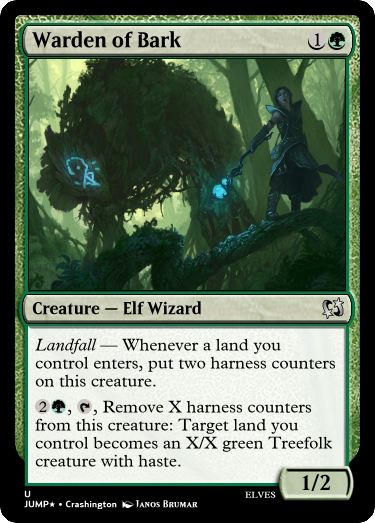 Warden of Bark 1
Creature — Elf Wizard
Landfall — Whenever a land you
control enters, put two harness counters
on this creature.
2, , Remove X harness counters
from this creature: Target land you
control becomes an X/X green Treefolk
creature with haste.
1/2
U
JUMP★ • Crashington Janos Brumar
ELVES